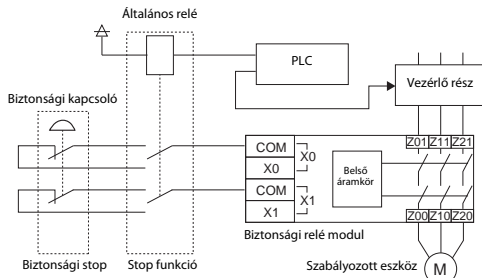 Általános relé
PLC
Vezérlő rész
Biztonsági kapcsoló
Z01 Z11 Z21
COM
X0
X0
COM
X1
X1
Belső
áramkör
Z00 Z10 Z20
Biztonsági relé modul
Biztonsági stop
Stop funkció
Szabályozott eszköz
M